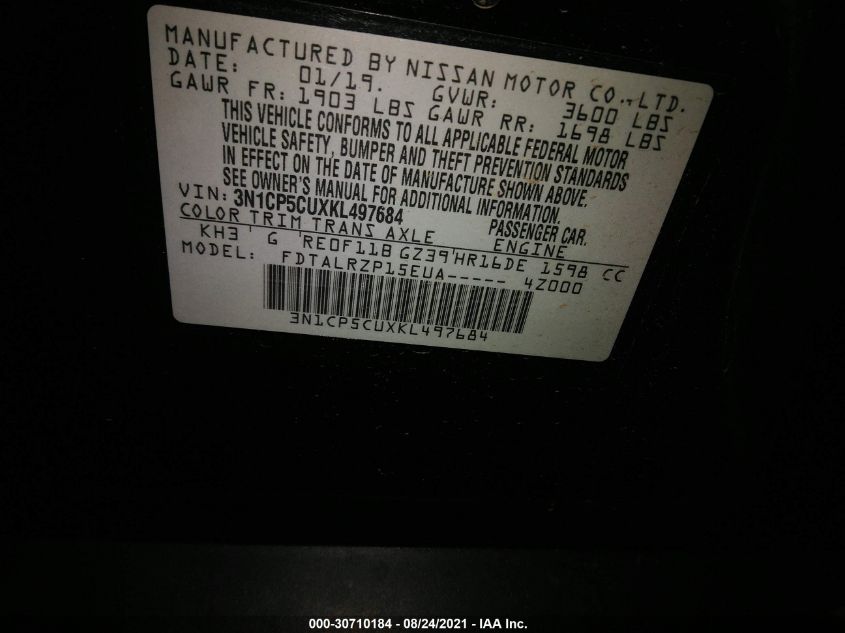 MANUFACTURED BY NISSAN MOTOR CO.,LTD.
DATE: 01/19. GVWR: 3600 LBS
GAWR FR: 1903 LBS GAWR RR: 1698 LBS
THIS VEHICLE CONFORMS TO ALL APPLICABLE FEDERAL MOTOR
VEHICLE SAFETY, BUMPER AND THEFT PREVENTION STANDARDS
IN EFFECT ON THE DATE OF MANUFACTURE SHOWN ABOVE.
SEE OWNER'S MANUAL FOR ADDITIONAL INFORMATION.
VIN: 3N1CP5CUXKL497684 PASSENGER CAR.
COLOR TRIM TRANS AXLE ENGINE
KH3 ' G 'RE0F11B GZ39'HR16DE 1598 CC
MODEL: FDTALRZP15EUA----- 4Z000
3N1CP5CUXKL497684
000-30710184 - 08/24/2021 - IAA Inc.